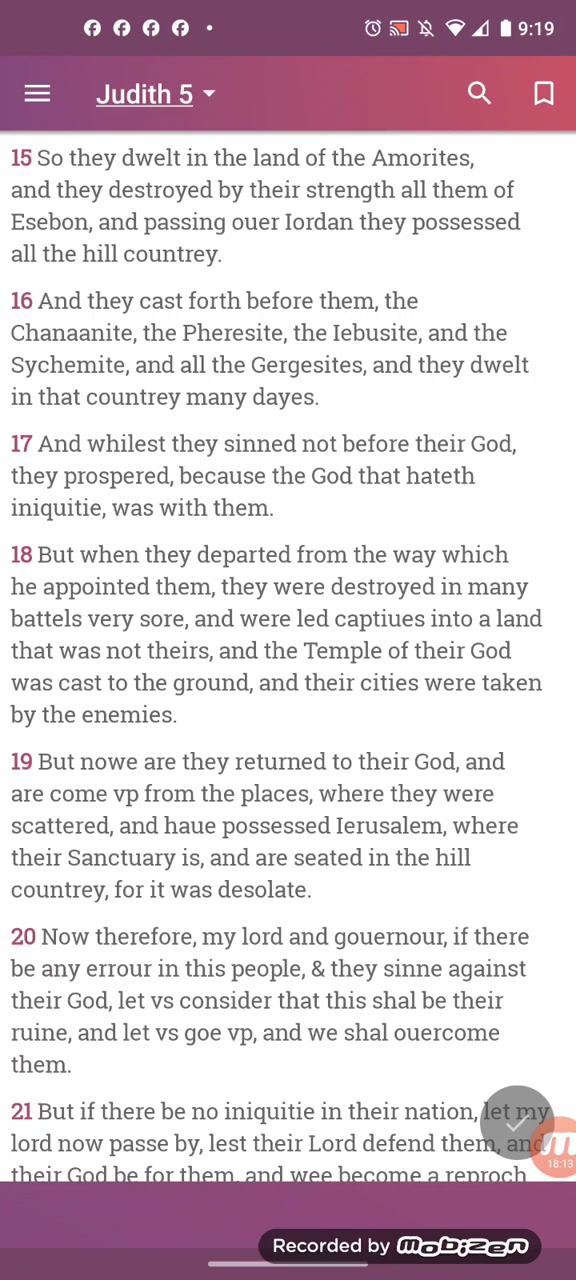 9:19
Judith 5
15 So they dwelt in the land of the Amorites,
and they destroyed by their strength all them of
Esebon, and passing ouer Iordan they possessed
all the hill countrey.
16 And they cast forth before them, the
Chanaanite, the Pheresite, the Iebusite, and the
Sychemite, and all the Gergesites, and they dwelt
in that countrey many dayes.
17 And whilest they sinned not before their God,
they prospered, because the God that hateth
iniquitie, was with them.
18 But when they departed from the way which
he appointed them, they were destroyed in many
battels very sore, and were led captiues into a land
that was not theirs, and the Temple of their God
was cast to the ground, and their cities were taken
by the enemies.
19 But nowe are they returned to their God, and
are come vp from the places, where they were
scattered, and haue possessed Ierusalem, where
their Sanctuary is, and are seated in the hill
countrey, for it was desolate.
20 Now therefore, my lord and gouernour, if there
be any errour in this people, & they sinne against
their God, let vs consider that this shal be their
ruine, and let vs goe vp, and we shal ouercome
them.
21 But if there be no iniquitie in their nation, let my
lord now passe by, lest their Lord defend them, and
their God be for them, and wee become a reproch
18:13
Recorded by mobizen